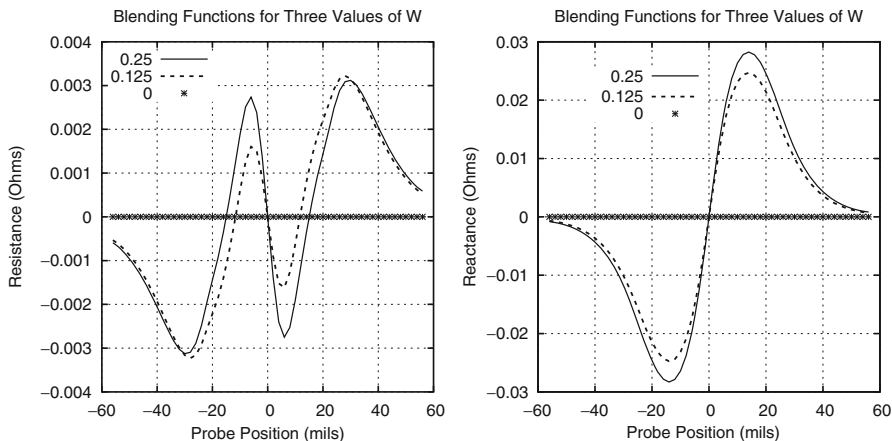 Blending Functions for Three Values of W
0.004
0.003
0.002
0.001
0
−0.001
−0.002
−0.003
−0.004
Resistance (Ohms)
0.25
0.125
0
−60 −40 −20 0 20 40 60
Probe Position (mils)
Blending Functions for Three Values of W
0.03
0.02
0.01
0
−0.01
−0.02
−0.03
Reactance (Ohms)
0.25
0.125
0
−60 −40 −20 0 20 40 60
Probe Position (mils)